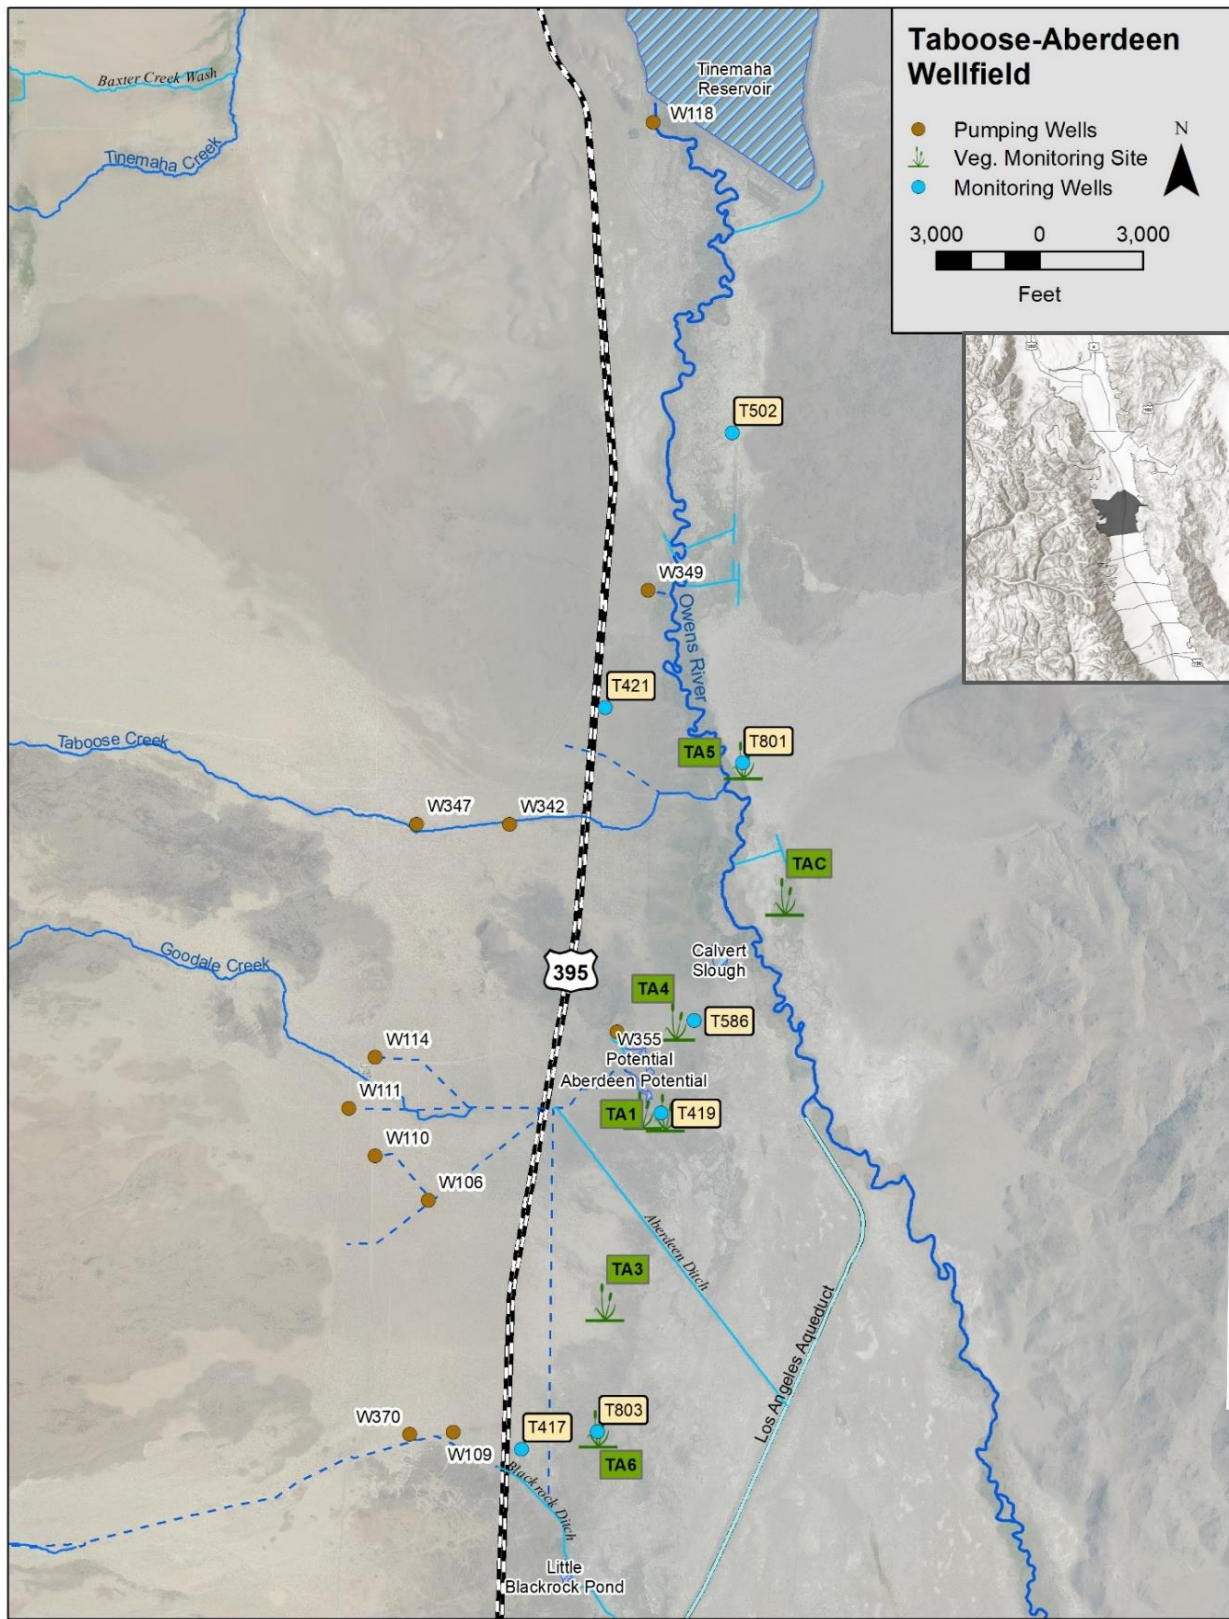 Taboose-Aberdeen
Wellfield
Pumping Wells
Veg. Monitoring Site
Monitoring Wells
N
3,000
0
3,000
Feet
Baxter Creek Wash
Tinemaha Creek
Tinemaha
Reservoir
W118
T502
W349
Owens River
T421
Taboose Creek
TA5
T801
W347
W342
TAC
Goodale Creek
Calvert
Slough
395
TA4
T586
W355
Potential
Aberdeen Potential
W114
W111
TA1
T419
W110
W106
Aberdeen Ditch
TA3
Los Angeles Aqueduct
W370
W109
T417
T803
TA6
Blackrock Ditch
Little
Blackrock Pond